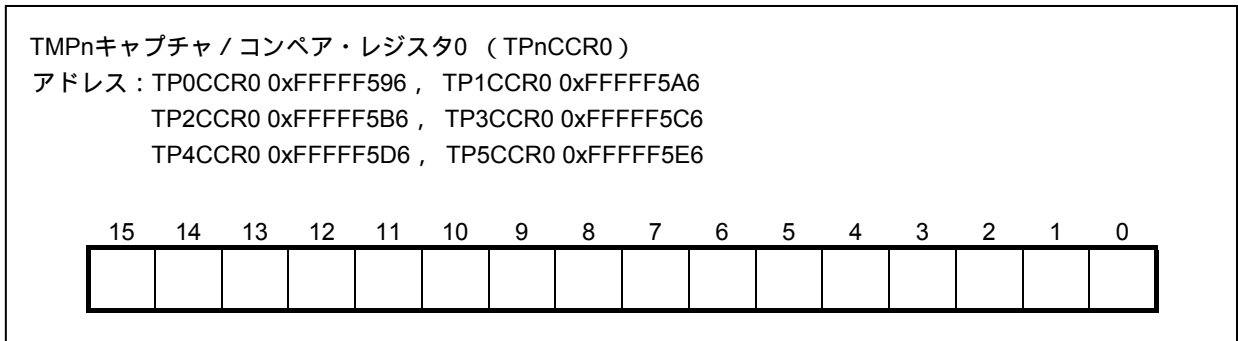 TMPnキャプチャ / コンペア・レジスタ0 （TPnCCR0）
アドレス：TP0CCR0 0xFFFFF596 , TP1CCR0 0xFFFFF5A6
TP2CCR0 0xFFFFF5B6 , TP3CCR0 0xFFFFF5C6
TP4CCR0 0xFFFFF5D6 , TP5CCR0 0xFFFFF5E6
15 14 13 12 11 10 9 8 7 6 5 4 3 2 1 0